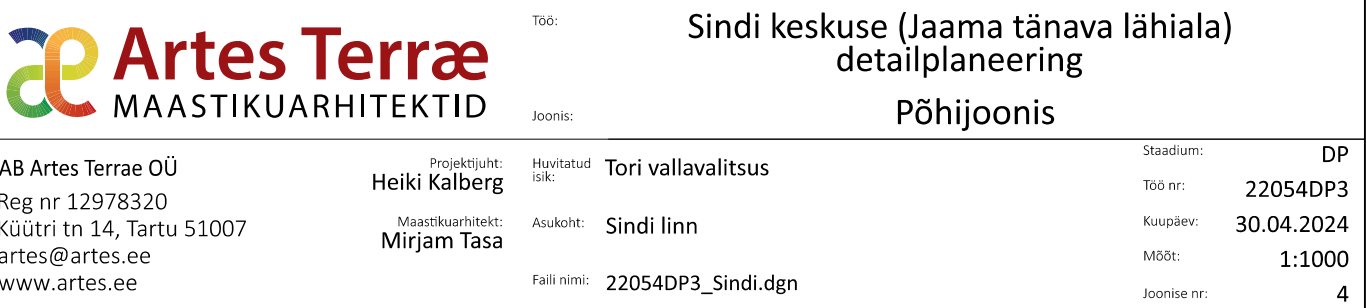 Artes Terræ
MAASTIKUARHITEKTID
Töö:
Sindi keskuse (Jaama tänava lähiala)
detailplaneering
Joonis:
Põhijoonis
AB Artes Terrae OÜ
Reg nr 12978320
Küütri tn 14, Tartu 51007
artes@artes.ee
www.artes.ee
Projektijuht:
Heiki Kalberg
Maastikuarhitekt:
Mirjam Tasa
Huvitatud
isik:
Tori vallavalitsus
Asukoht: Sindi linn
Faili nimi: 22054DP3_Sindi.dgn
Staadium: DP
Töö nr: 22054DP3
Kuupäev: 30.04.2024
Mõõt: 1:1000
Joonise nr: 4